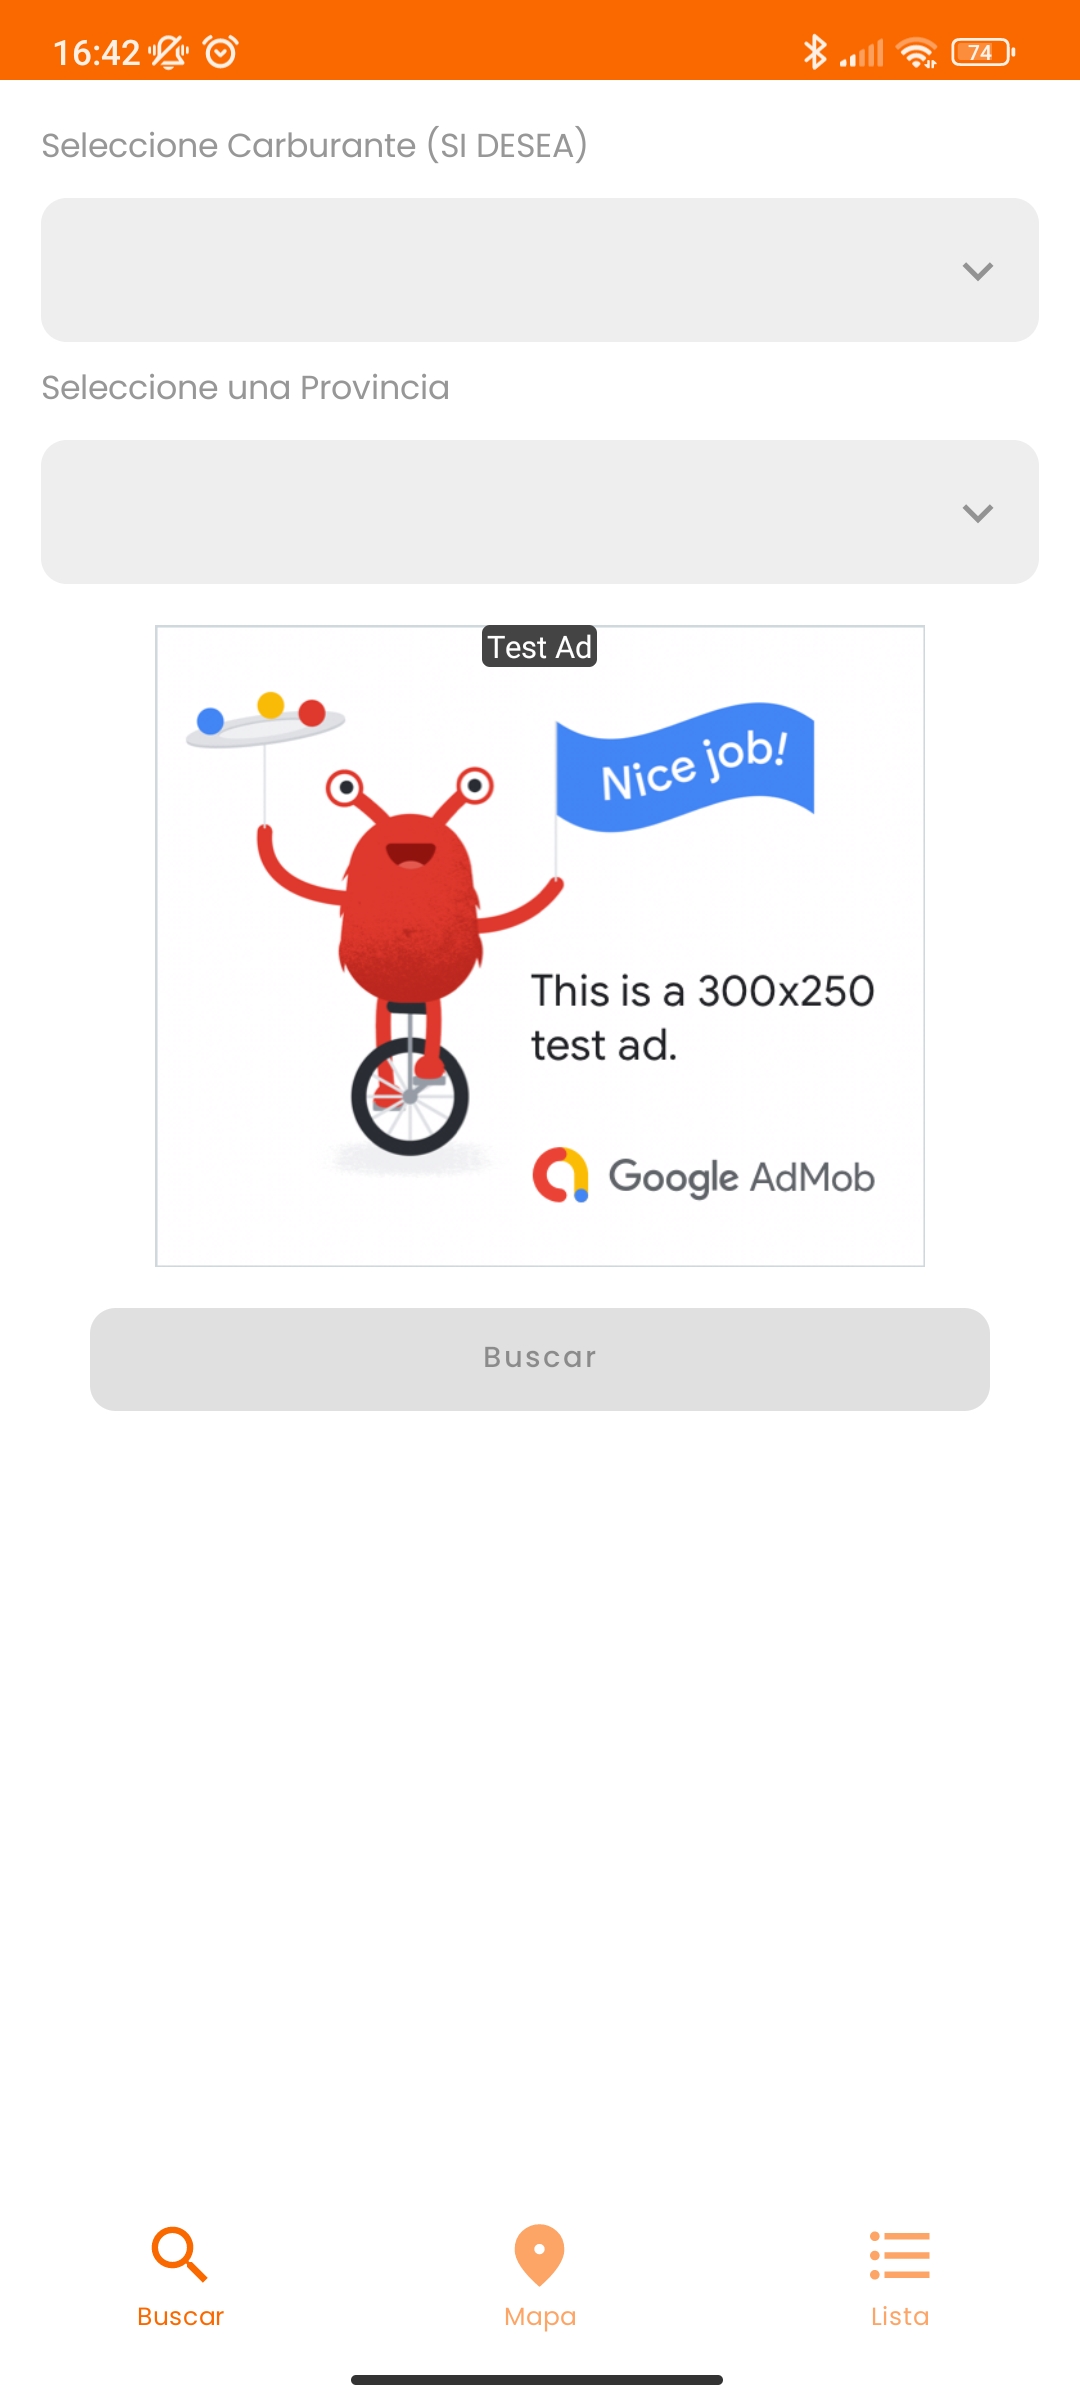 16:42
74
Seleccione Carburante (SI DESEA)
Seleccione una Provincia
Test Ad
Nice job!
This is a 300x250
test ad.
Google AdMob
Buscar
Buscar
Mapa
Lista